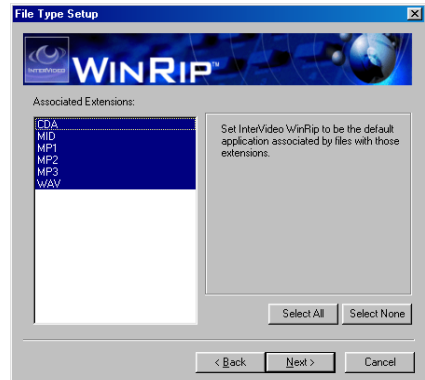 File Type Setup
INTERVIDEO
WINRIP™
Associated Extensions:
CDA
MID
MP1
MP2
MP3
WAV
Set InterVideo WinRip to be the default
application associated by files with those
extensions.
Select All
Select None
< Back
Next >
Cancel